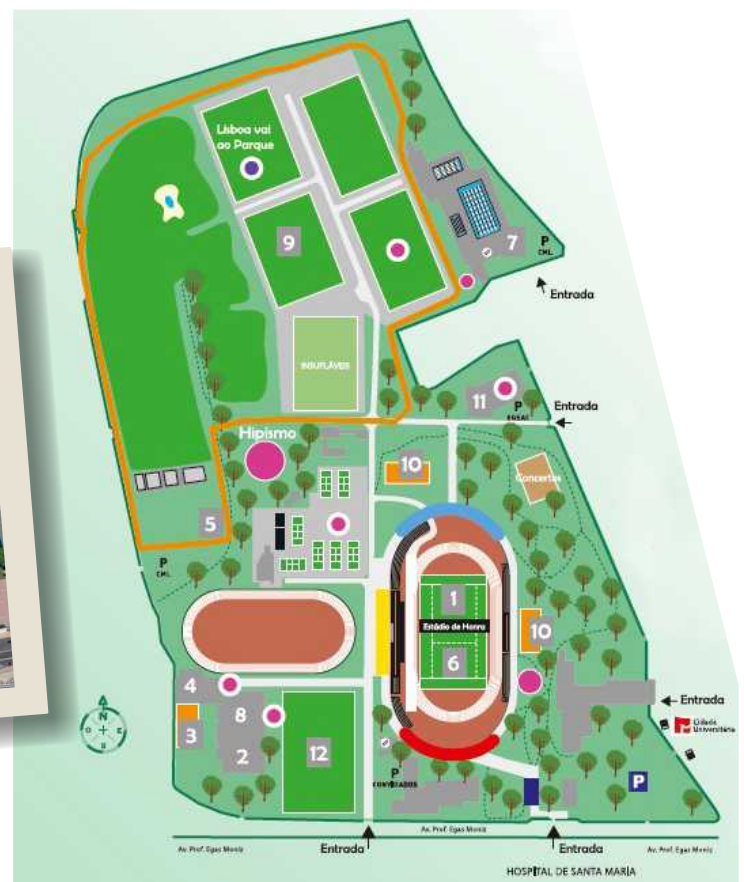 Lisboa vai
ao Parque
9
7
P
CML
Entrada
INSUFLÁVEIS
11
P
Entrada
Hipismo
10
Concertos
5
P
CML
1
Estádio de Honra
10
6
4
8
3
2
12
Entrada
Cidade
Universitária
P
CONVIDADOS
P
N
O
E
S
Av. Prof. Egas Moniz
Av. Prof. Egas Moniz
Entrada
Entrada
Av. Prof. Egas Moniz
HOSPITAL DE SANTA MARIA